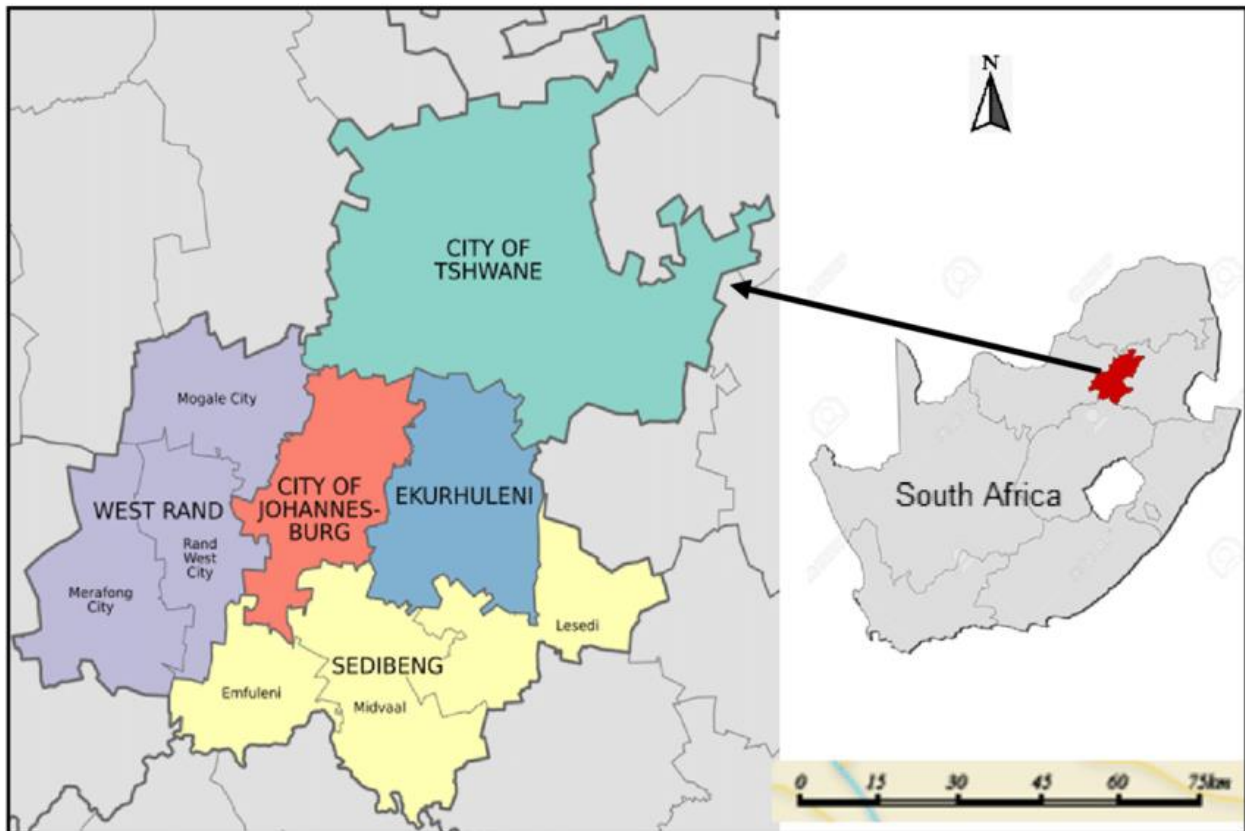 N
CITY OF
TSHWANE
Mogale City
WEST RAND
CITY OF
JOHANNES-
BURG
EKURHULENI
Rand
West
City
Merafong
City
Lesedi
SEDIBENG
Emfuleni
Midvaal
South Africa
0 15 30 45 60 75km